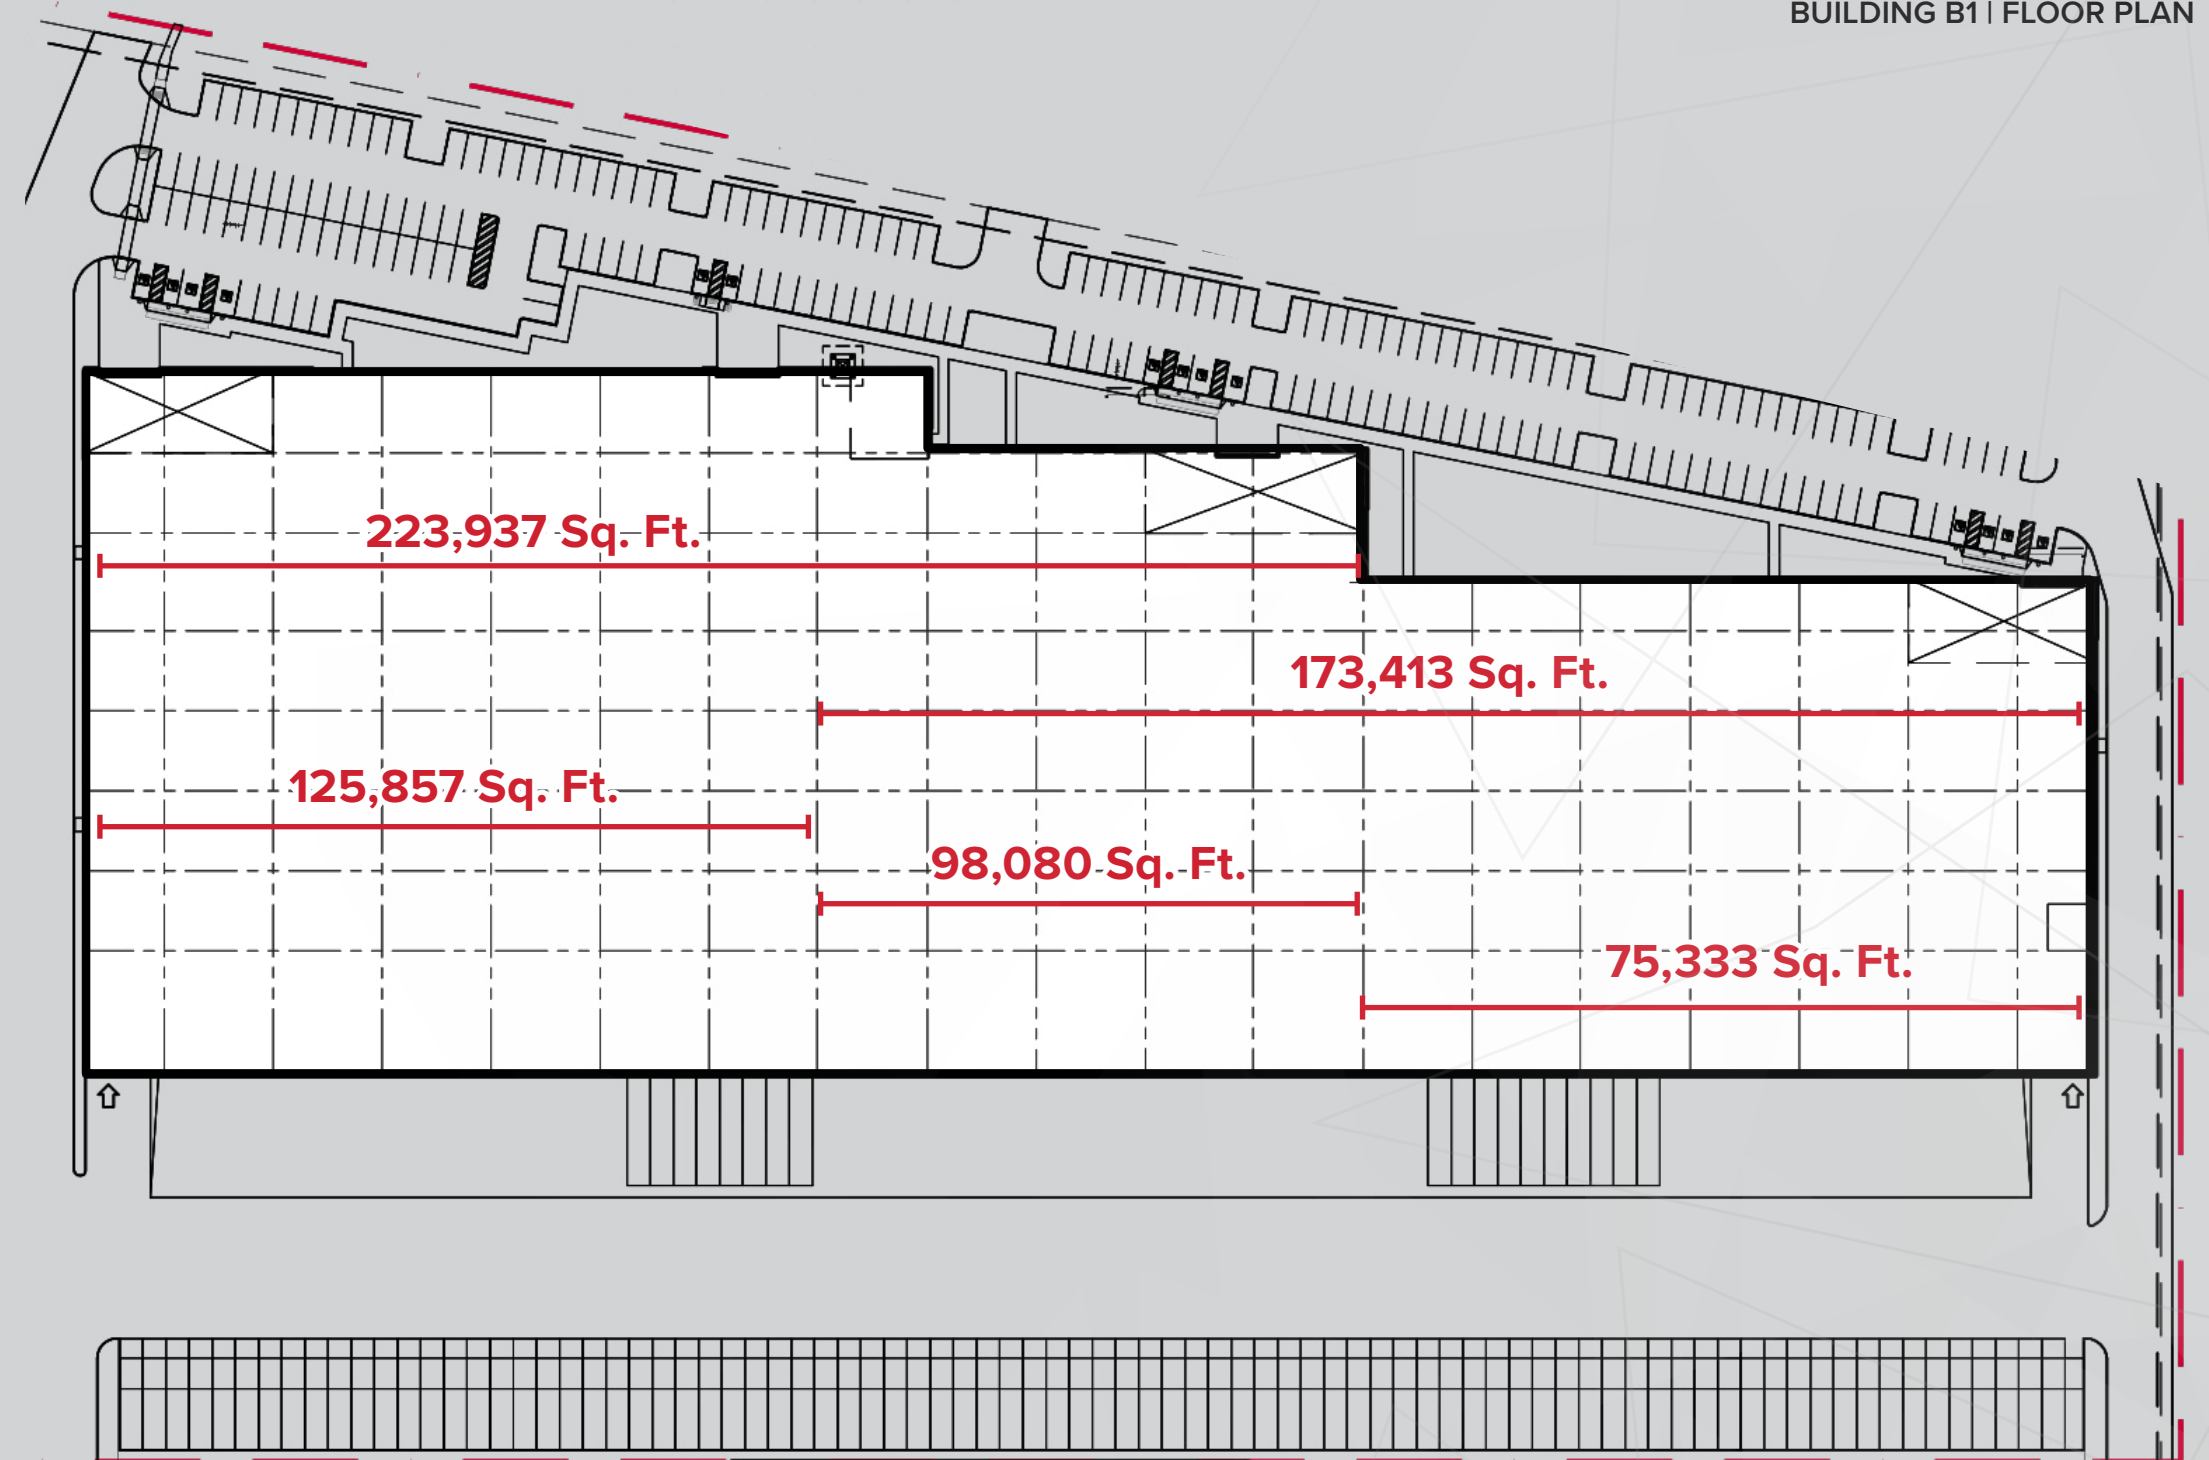 BUILDING B1 | FLOOR PLAN
223,937 Sq. Ft.
173,413 Sq. Ft.
125,857 Sq. Ft.
98,080 Sq. Ft.
75,333 Sq. Ft.